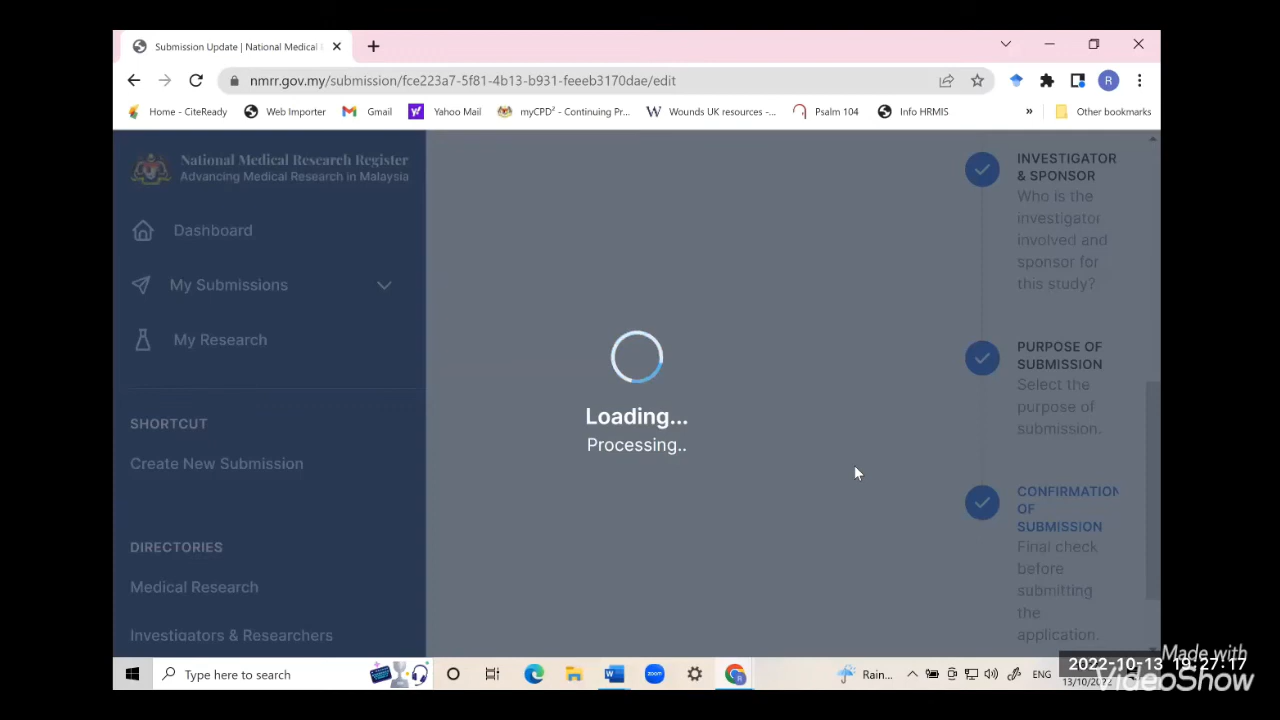 Submission Update | National Medical
nmrr.gov.my/submission/fce223a7-5f81-4b13-b931-feeeb3170dae/edit
R
Home - CiteReady
Web Importer
Gmail
Yahoo Mail
myCPD² - Continuing Pr...
Wounds UK resources -...
Psalm 104
Info HRMIS
»
Other bookmarks
National Medical Research Register
Advancing Medical Research in Malaysia
Dashboard
My Submissions
My Research
SHORTCUT
Create New Submission
DIRECTORIES
Medical Research
Investigators & Researchers
Loading...
Processing..
INVESTIGATOR
& SPONSOR
Who is the
investigator
involved and
sponsor for
this study?
PURPOSE OF
SUBMISSION
Select the
purpose of
submission.
CONFIRMATION
OF
SUBMISSION
Final check
before
submitting
the
application.
Type here to search
zoom
Rain...
ENG
13/10/2022
2022-10-13 19:27:17
Made with
VideoShow